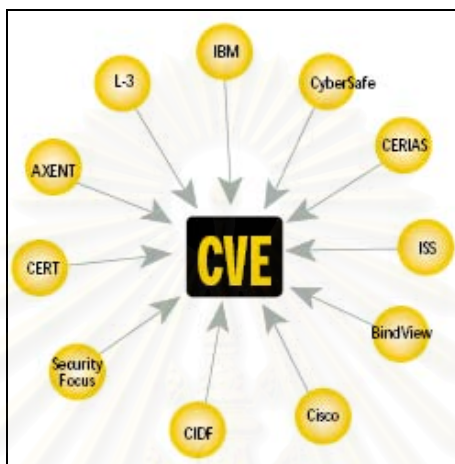 IBM
L-3
CyberSafe
CERIAS
AXENT
CERT
CVE
ISS
BindView
Security
Focus
CIDF
Cisco